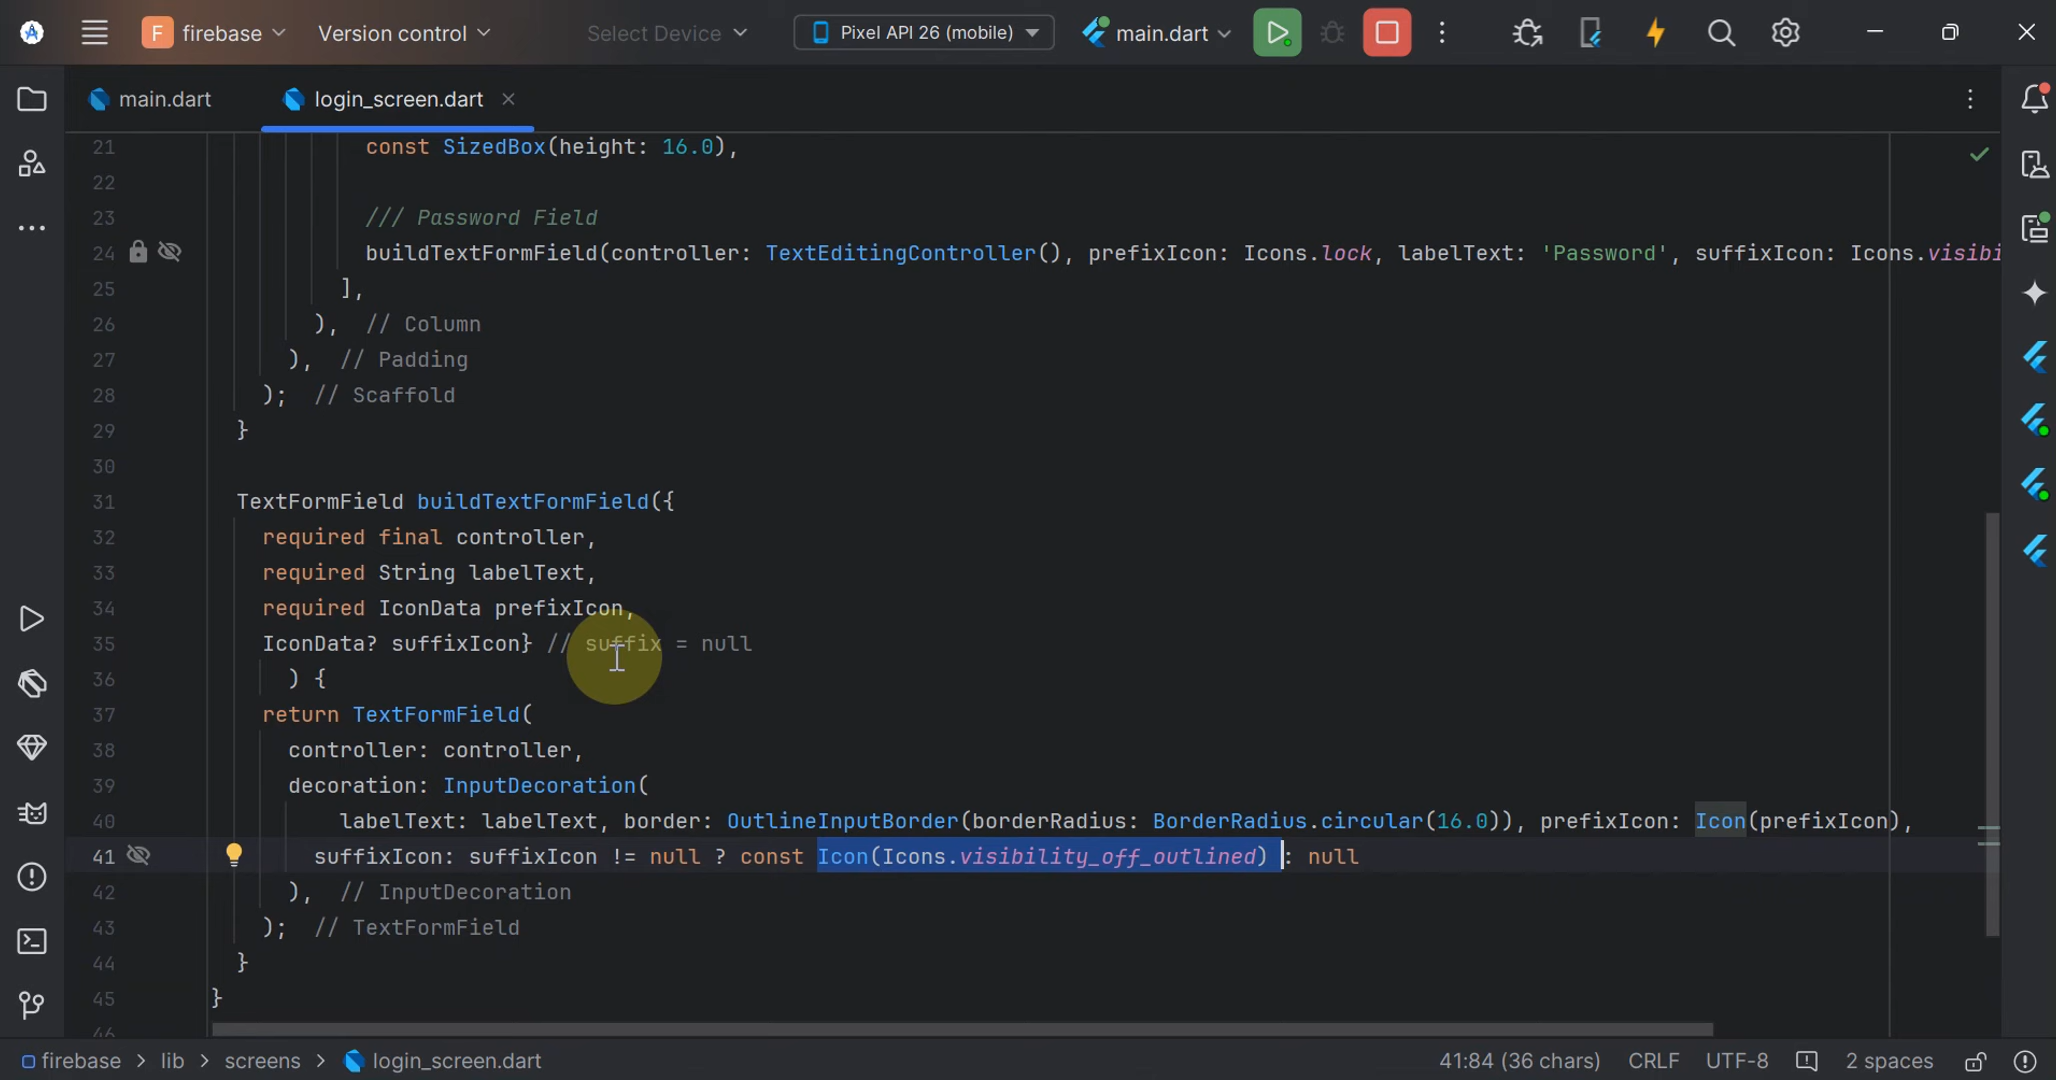 F firebase Version control Select Device Pixel API 26 (mobile) main.dart
main.dart login_screen.dart
21 const SizedBox(height: 16.0),
22
23 /// Password Field
24 buildTextFormField(controller: TextEditingController(), prefixIcon: Icons.lock, labelText: 'Password', suffixIcon: Icons.visibi
25 ],
26 ), // Column
27 ), // Padding
28 ); // Scaffold
29 }
30
31 TextFormField buildTextFormField({
32 required final controller,
33 required String labelText,
34 required IconData prefixIcon,
35 IconData? suffixIcon} // suffix = null
36 ) {
37 return TextFormField(
38 controller: controller,
39 decoration: InputDecoration(
40 labelText: labelText, border: OutlineInputBorder(borderRadius: BorderRadius.circular(16.0)), prefixIcon: Icon(prefixIcon),
41 suffixIcon: suffixIcon != null ? const Icon(Icons.visibility_off_outlined) : null
42 ), // InputDecoration
43 ); // TextFormField
44 }
45 }
46
firebase > lib > screens > login_screen.dart 41:84 (36 chars) CRLF UTF-8 2 spaces